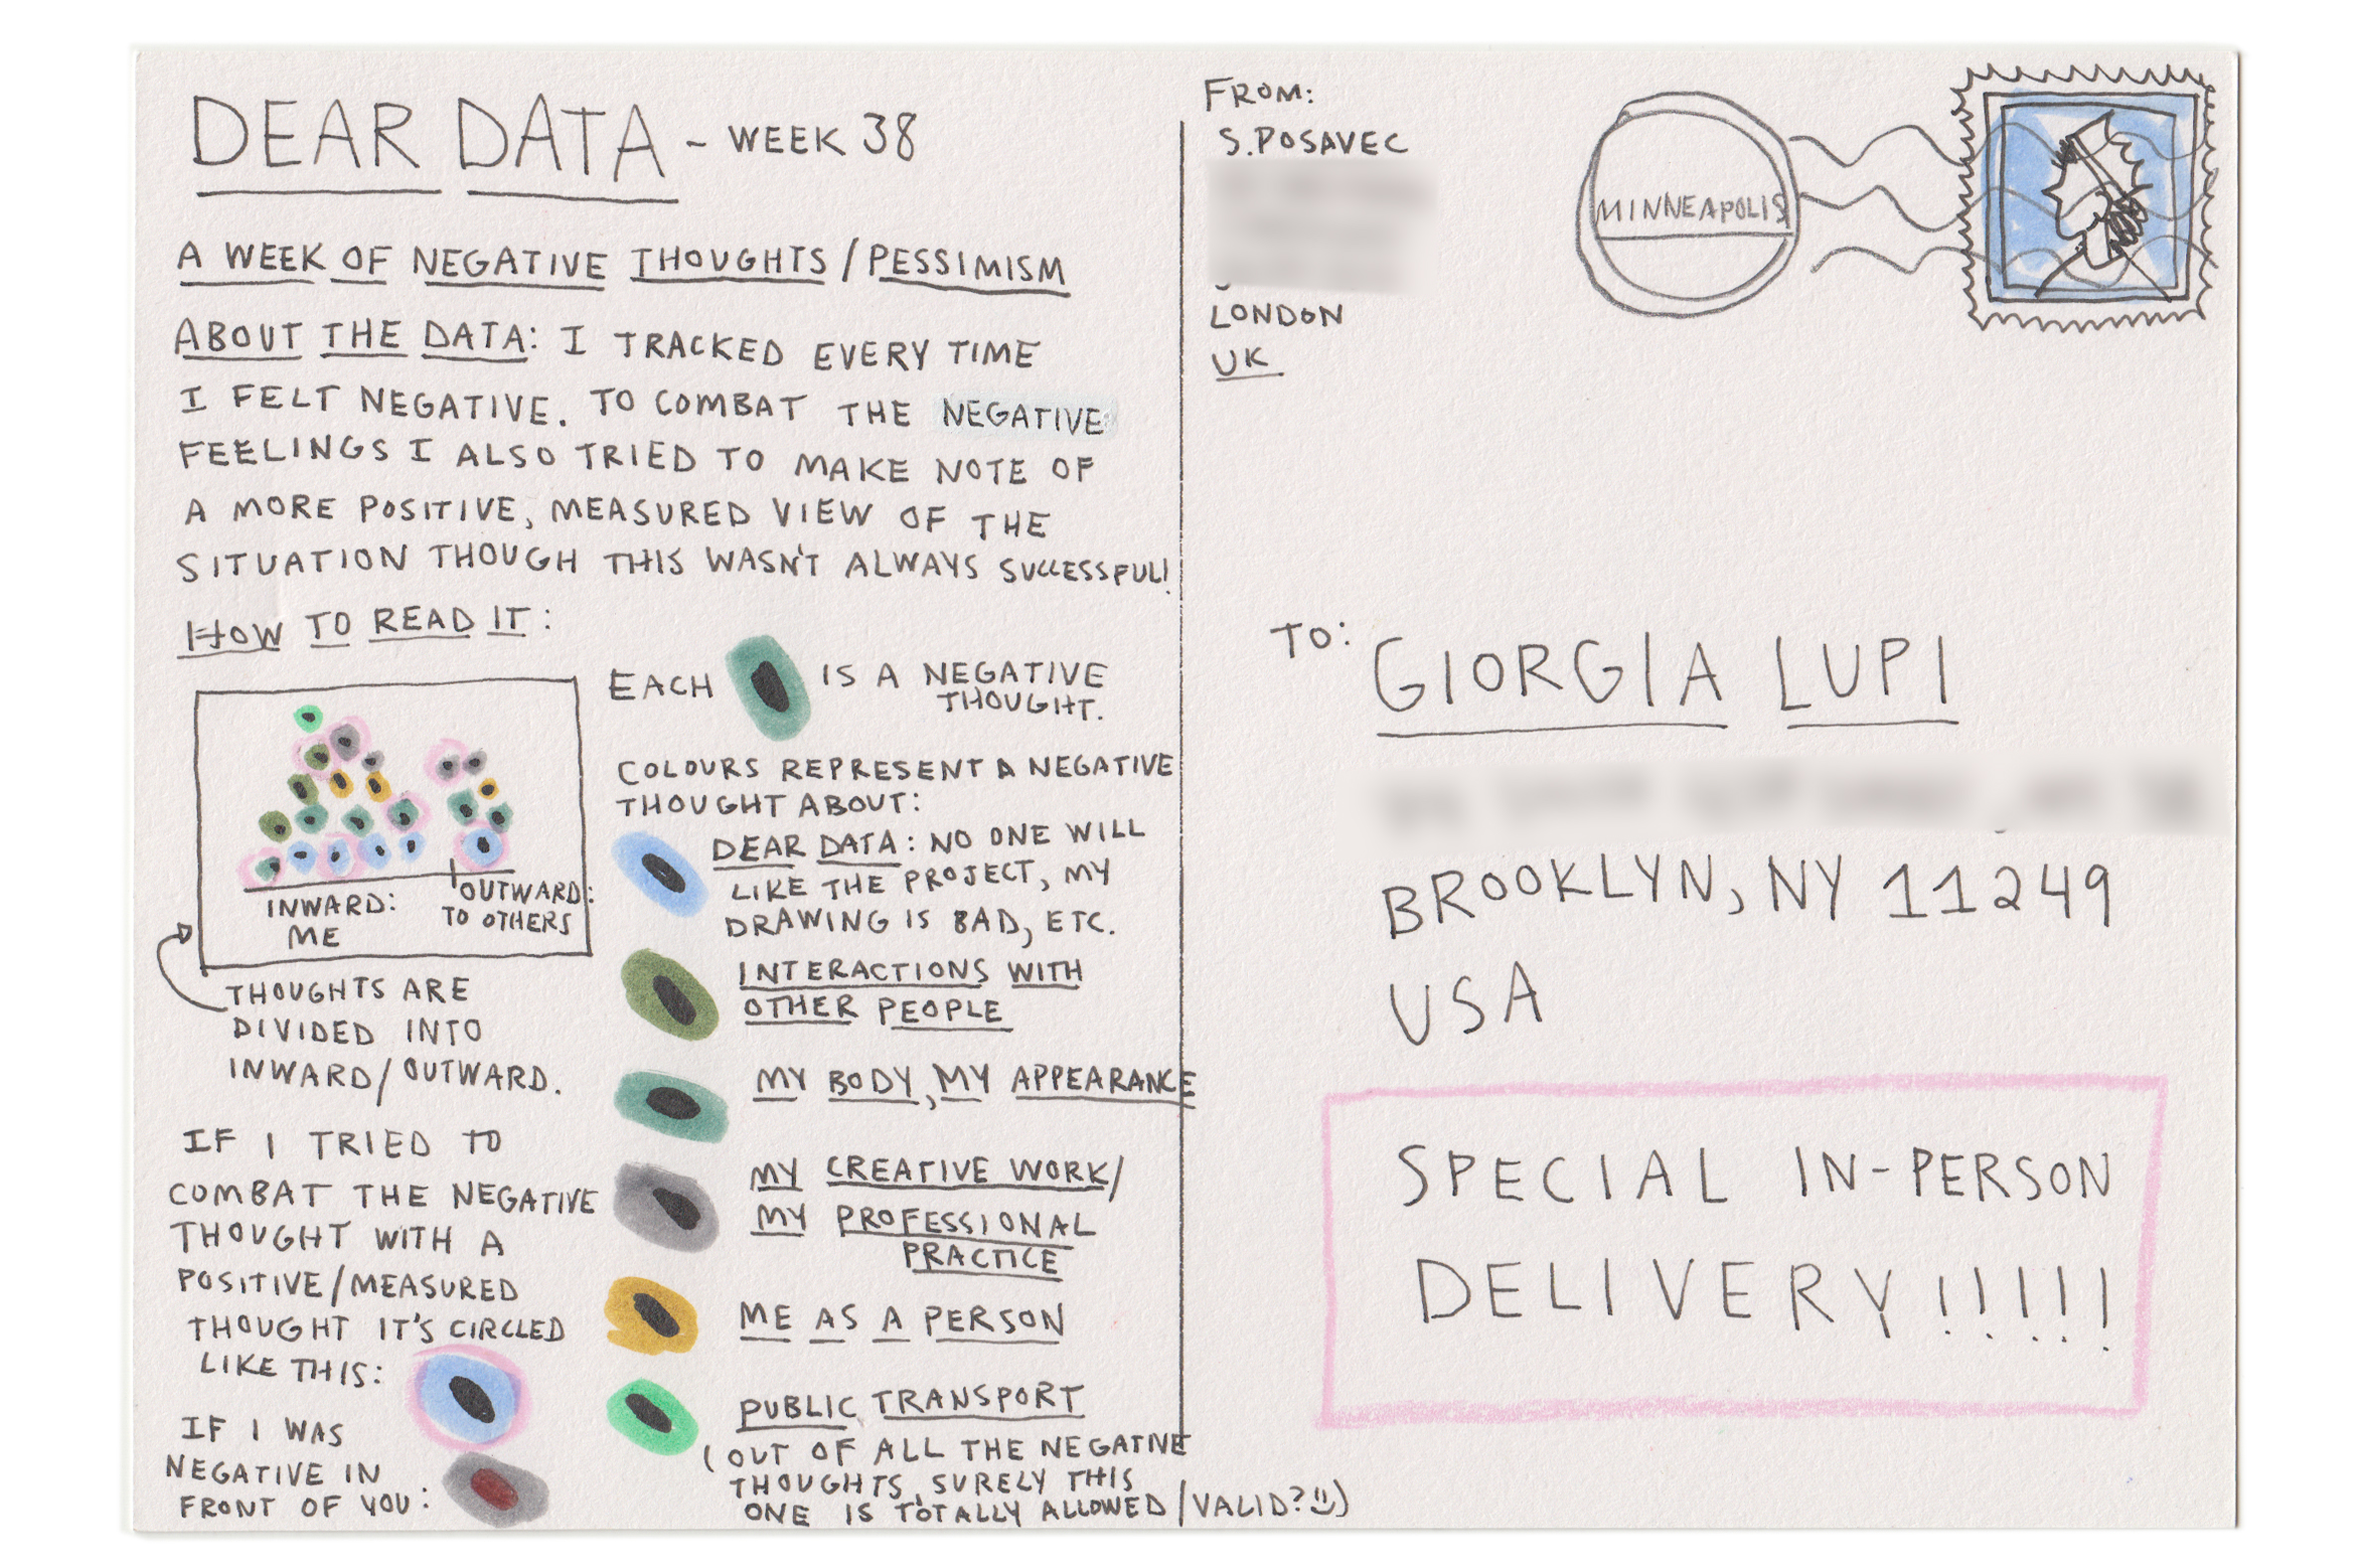 DEAR DATA - WEEK 38
A WEEK OF NEGATIVE THOUGHTS / PESSIMISM
ABOUT THE DATA: I TRACKED EVERY TIME
I FELT NEGATIVE. TO COMBAT THE NEGATIVE
FEELINGS I ALSO TRIED TO MAKE NOTE OF
A MORE POSITIVE, MEASURED VIEW OF THE
SITUATION THOUGH THIS WASN'T ALWAYS SUCCESSFUL!
HOW TO READ IT:
INWARD:
ME
OUTWARD:
TO OTHERS
THOUGHTS ARE
DIVIDED INTO
INWARD/OUTWARD.
IF I TRIED TO
COMBAT THE NEGATIVE
THOUGHT WITH A
POSITIVE/MEASURED
THOUGHT IT'S CIRCLED
LIKE THIS:
IF I WAS
NEGATIVE IN
FRONT OF YOU:
EACH IS A NEGATIVE
THOUGHT.
COLOURS REPRESENT A NEGATIVE
THOUGHT ABOUT:
DEAR DATA: NO ONE WILL
LIKE THE PROJECT, MY
DRAWING IS BAD, ETC.
INTERACTIONS WITH
OTHER PEOPLE
MY BODY, MY APPEARANCE
MY CREATIVE WORK/
MY PROFESSIONAL
PRACTICE
ME AS A PERSON
PUBLIC TRANSPORT
(OUT OF ALL THE NEGATIVE
THOUGHTS, SURELY THIS
ONE IS TOTALLY ALLOWED/VALID? )
FROM:
S.POSAVEC
LONDON
UK
MINNEAPOLIS
TO: GIORGIA LUPI
BROOKLYN, NY 11249
USA
SPECIAL IN-PERSON
DELIVERY!!!!!